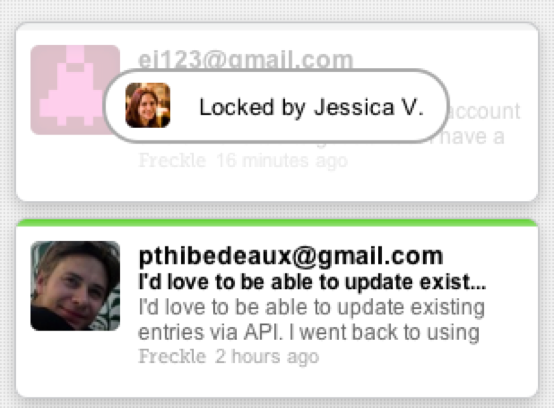 ej123@gmail.com
Locked by Jessica V.
account
have a
Freckle 16 minutes ago
pthibedeaux@gmail.com
I'd love to be able to update exist...
I'd love to be able to update existing
entries via API. I went back to using
Freckle 2 hours ago